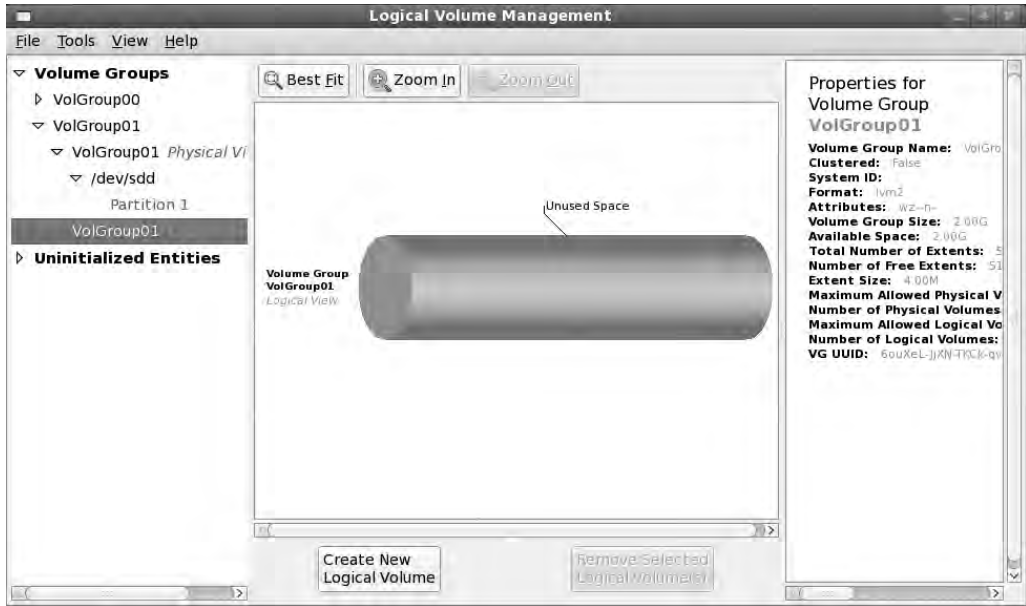 Logical Volume Management
File Tools View Help
Volume Groups
VolGroup00
VolGroup01
VolGroup01 Physical Vi
/dev/sdd
Partition 1
VolGroup01
Uninitialized Entities
Best Fit
Zoom In
Zoom Out
Unused Space
Volume Group
VolGroup01
Logical View
Create New
Logical Volume
Remove Selected
Logical Volume(s)
Properties for
Volume Group
VolGroup01
Volume Group Name: VolGro
Clustered: False
System ID:
Format: lvm2
Attributes: wz--n-
Volume Group Size: 2.00G
Available Space: 2.00G
Total Number of Extents: 5
Number of Free Extents: 51
Extent Size: 4.00M
Maximum Allowed Physical V
Number of Physical Volumes
Maximum Allowed Logical Vo
Number of Logical Volumes:
VG UUID: